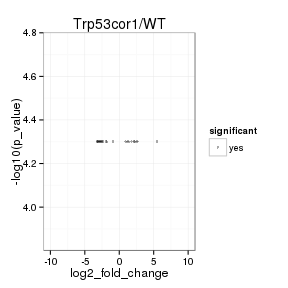 Trp53cor1/WT
4.8
4.6
4.4
4.2
4.0
-log10(p_value)
-10
-5
0
5
10
log2_fold_change
significant
yes